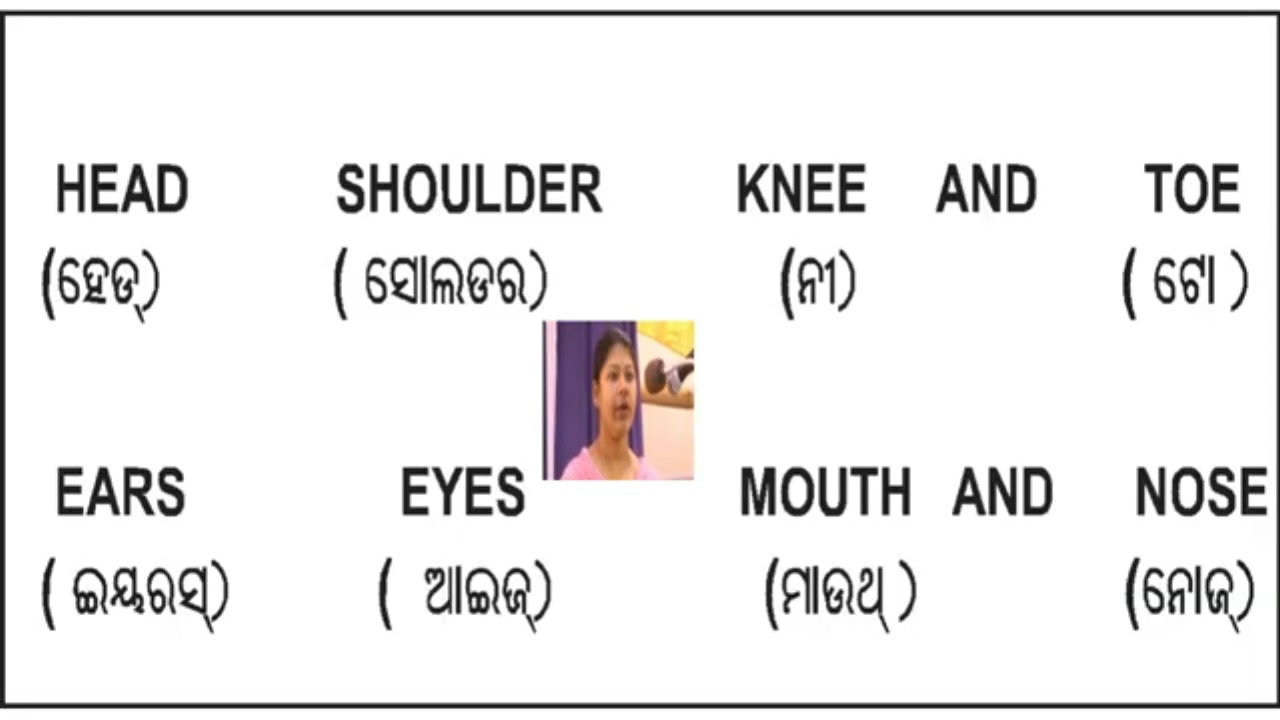 HEAD SHOULDER KNEE AND TOE
(ହେଡ୍) ( ସୋଲଡର) (ନୀ) ( ଟୋ )
EARS EYES MOUTH AND NOSE
( ଇୟରସ୍) ( ଆଇଜ୍) (ମାଉଥ୍ ) (ନୋଜ୍)